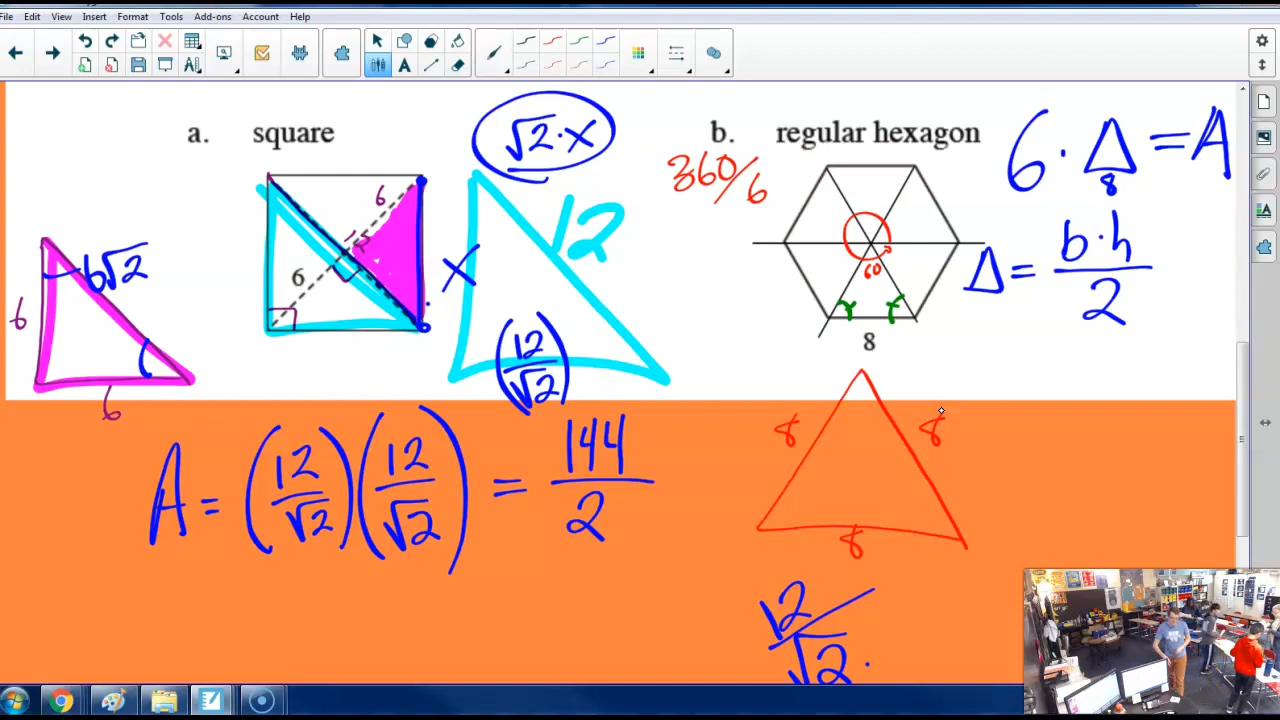 File Edit View Insert Format Tools Add-ons Account Help
a. square
√2·x
b. regular hexagon
360/6
6 · Δ = A
8
6
6
12
x
12/√2
60
8
Δ = b·h/2
6
6√2
6
A = (12/√2)(12/√2) = 144/2
8
8
8
12/√2 ·